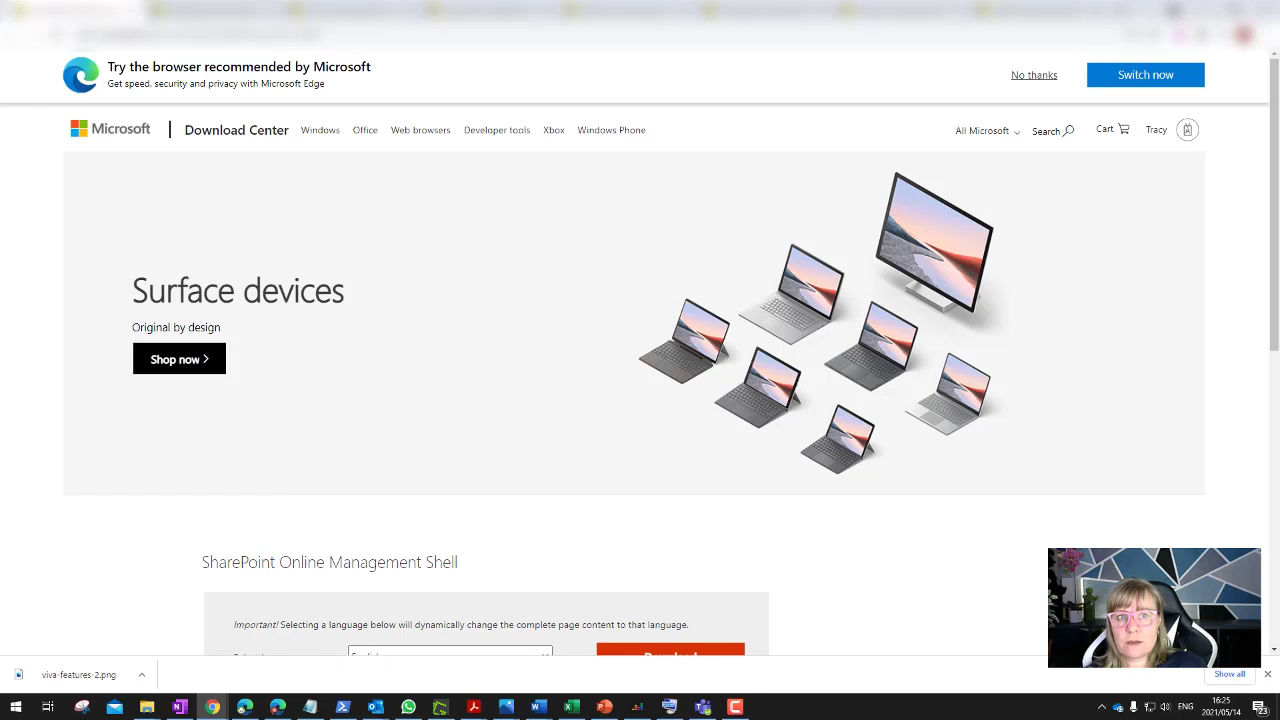 Try the browser recommended by Microsoft
Get speed, security and privacy with Microsoft Edge
No thanks
Switch now
Microsoft
Download Center
Windows
Office
Web browsers
Developer tools
Xbox
Windows Phone
All Microsoft
Search
Cart
Tracy
Surface devices
Original by design
Shop now
SharePoint Online Management Shell
Important! Selecting a language below will dynamically change the complete page content to that language.
viva-features-2.png
Show all
ENG
16:25
2021/05/14
23